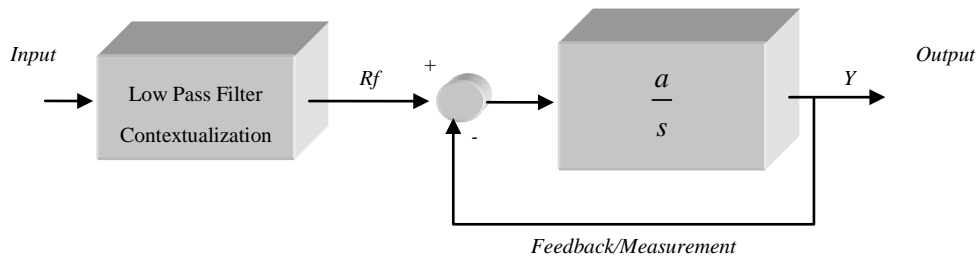 Input
Low Pass Filter
Contextualization
Rf
+
-
a
s
Y
Output
Feedback/Measurement